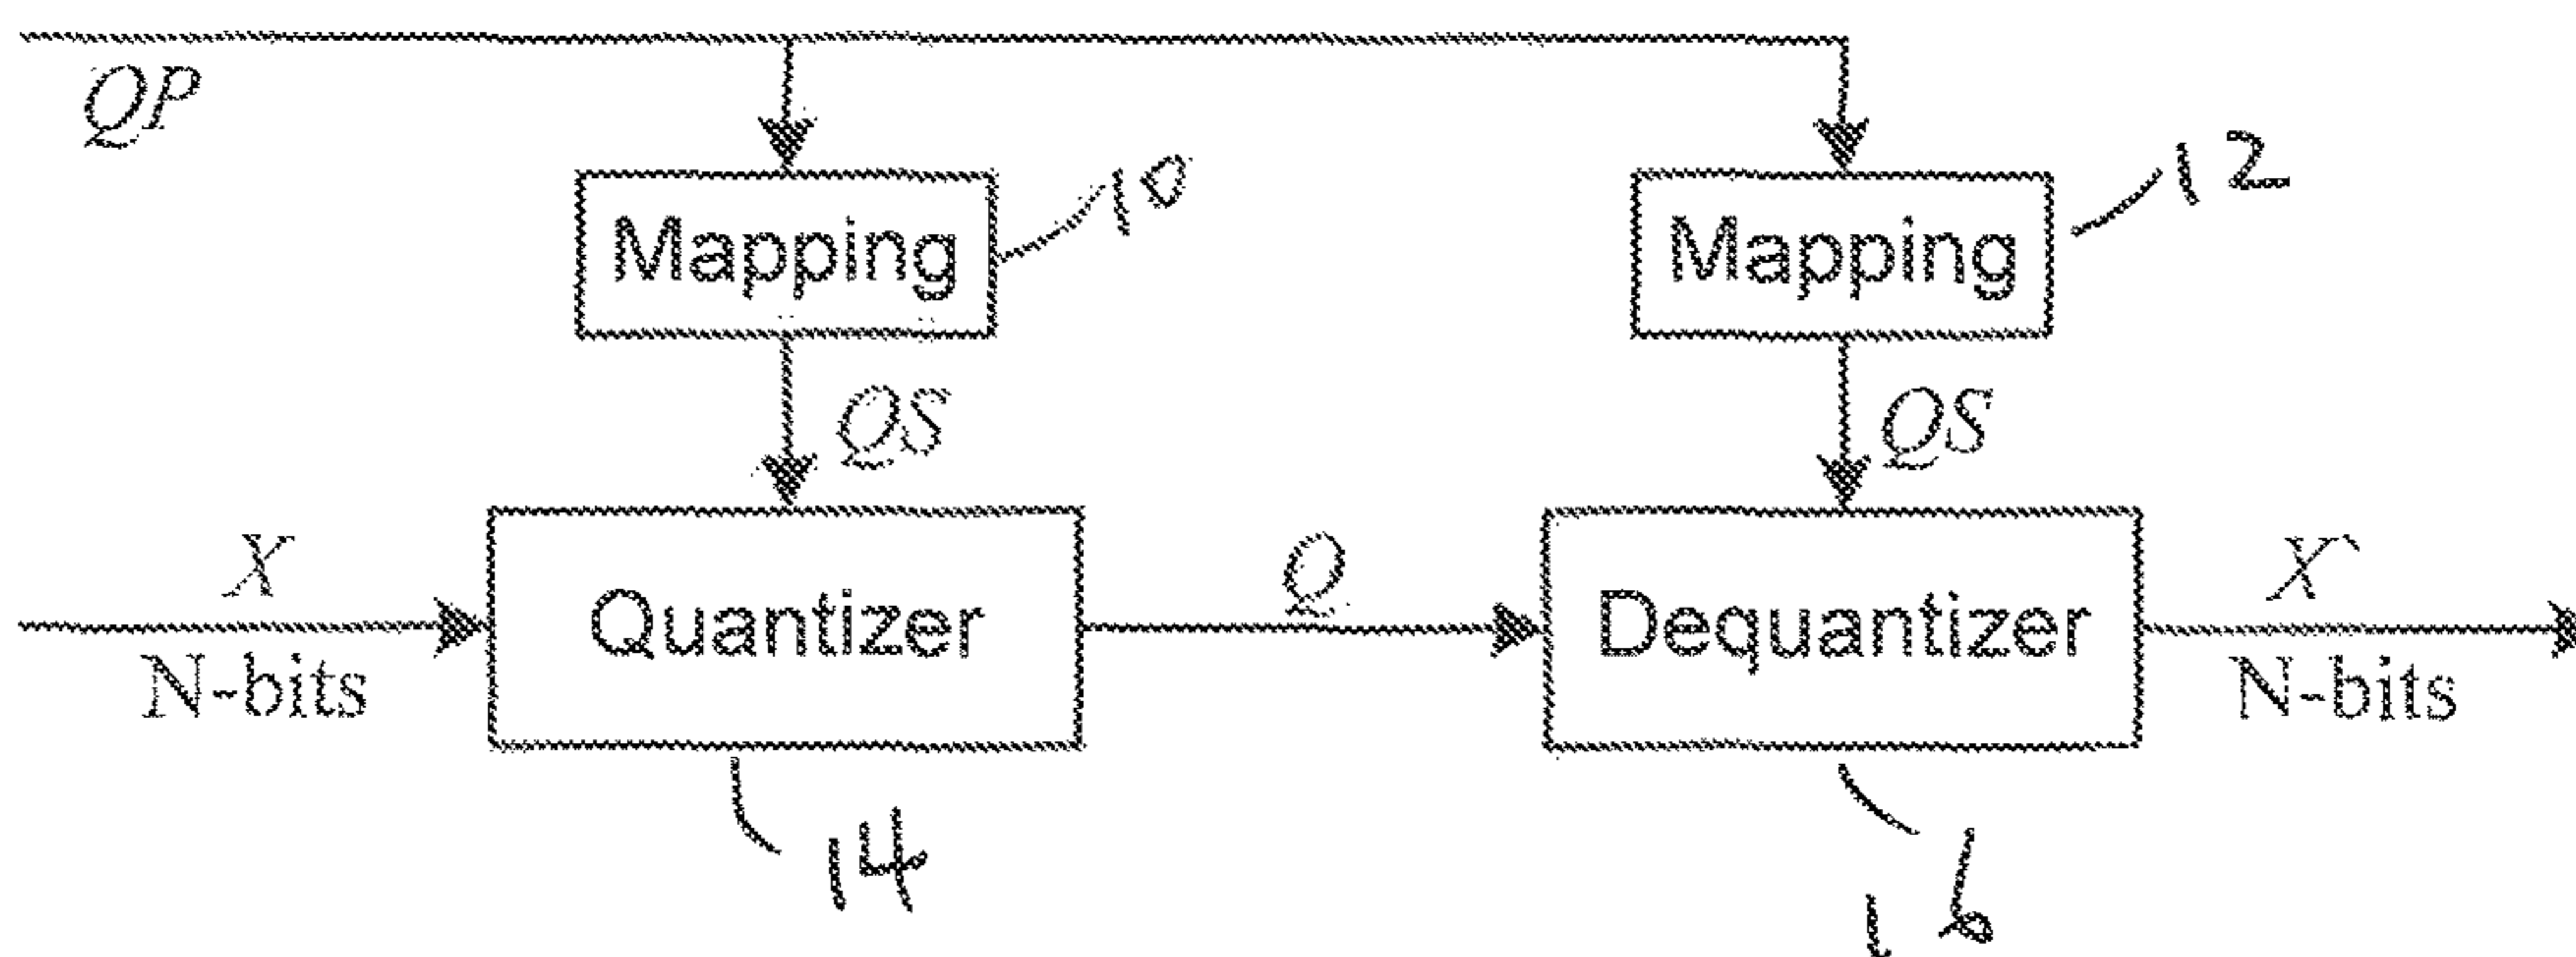 QP
Mapping
10
Mapping
12
QS
QS
X
N-bits
Quantizer
Q
Dequantizer
X'
N-bits
14
16